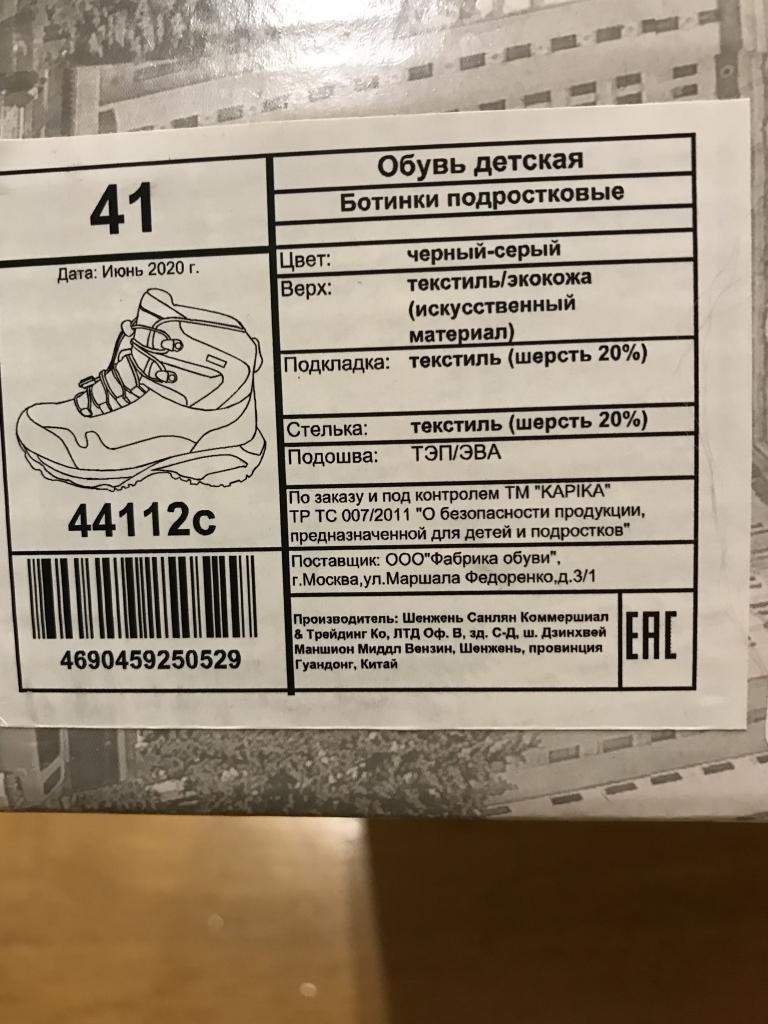 41
Дата: Июнь 2020 г.
44112с
4690459250529
Обувь детская
Ботинки подростковые
Цвет: черный-серый
Верх: текстиль/экокожа
(искусственный
материал)
Подкладка: текстиль (шерсть 20%)
Стелька: текстиль (шерсть 20%)
Подошва: ТЭП/ЭВА
По заказу и под контролем ТМ "KAPIKA"
ТР ТС 007/2011 "О безопасности продукции,
предназначенной для детей и подростков"
Поставщик: ООО"Фабрика обуви",
г.Москва,ул.Маршала Федоренко,д.3/1
Производитель: Шенжень Санлян Коммершиал
& Трейдинг Ко, ЛТД Оф. В, зд. С-Д, ш. Дзинхвей
Маншион Миддл Вензин, Шенжень, провинция
Гуандонг, Китай
EAC